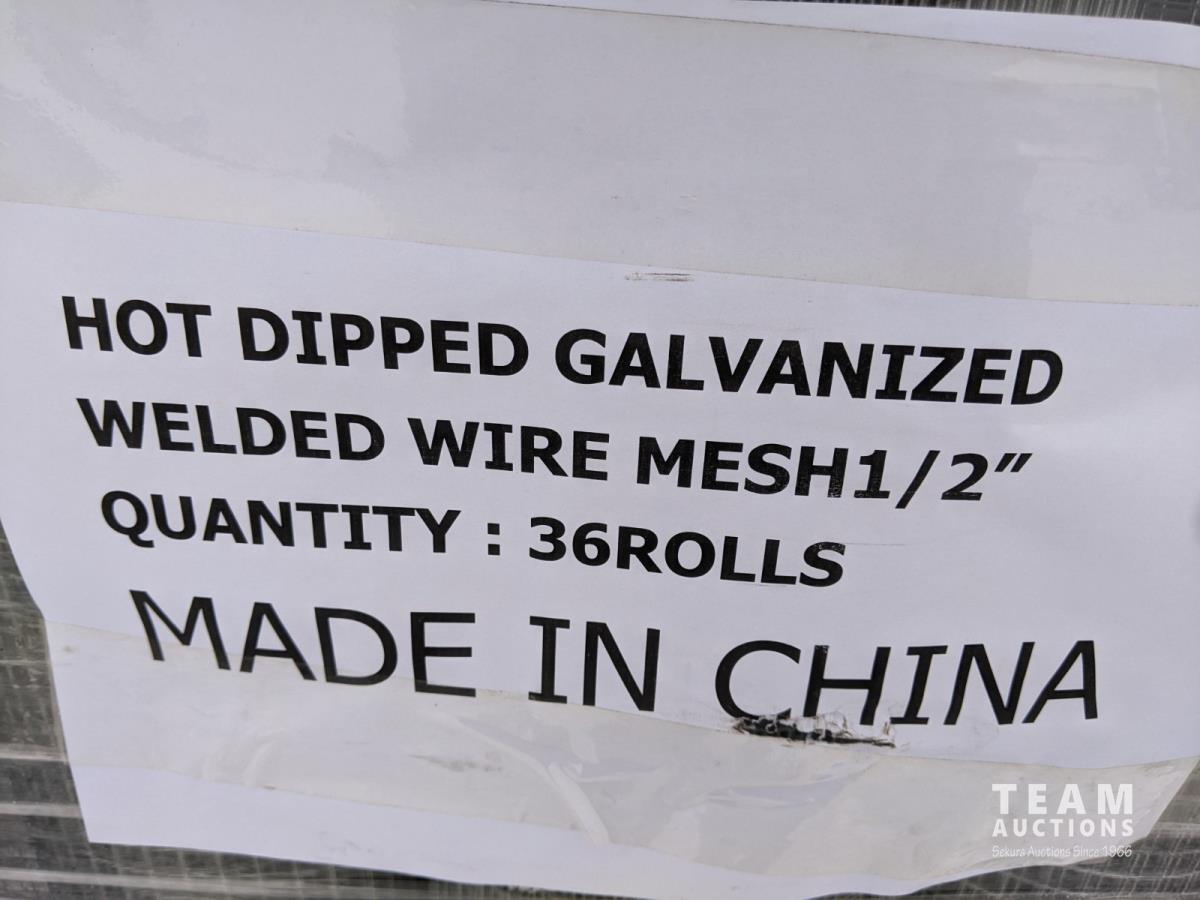 HOT DIPPED GALVANIZED
WELDED WIRE MESH1/2”
QUANTITY : 36ROLLS
MADE IN CHINA
TEAM
AUCTIONS
Sekura Auctions Since 1966